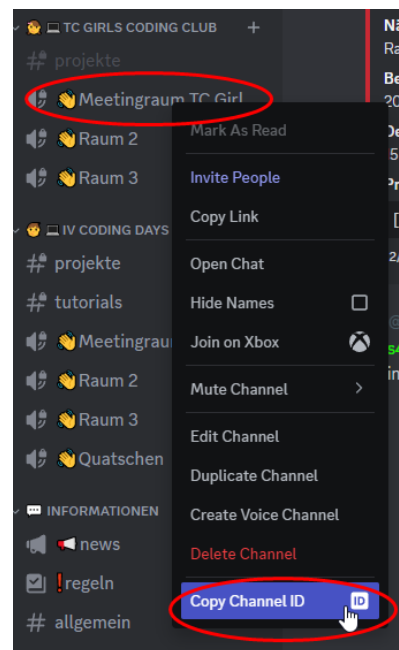 TC GIRLS CODING CLUB +
projekte
Meetingraum TC Girl
Raum 2
Raum 3
IV CODING DAYS
projekte
tutorials
Meetingrau
Raum 2
Raum 3
Quatschen
INFORMATIONEN
news
regeln
allgemein
Mark As Read
Invite People
Copy Link
Open Chat
Hide Names
Join on Xbox
Mute Channel
Edit Channel
Duplicate Channel
Create Voice Channel
Delete Channel
Copy Channel ID ID